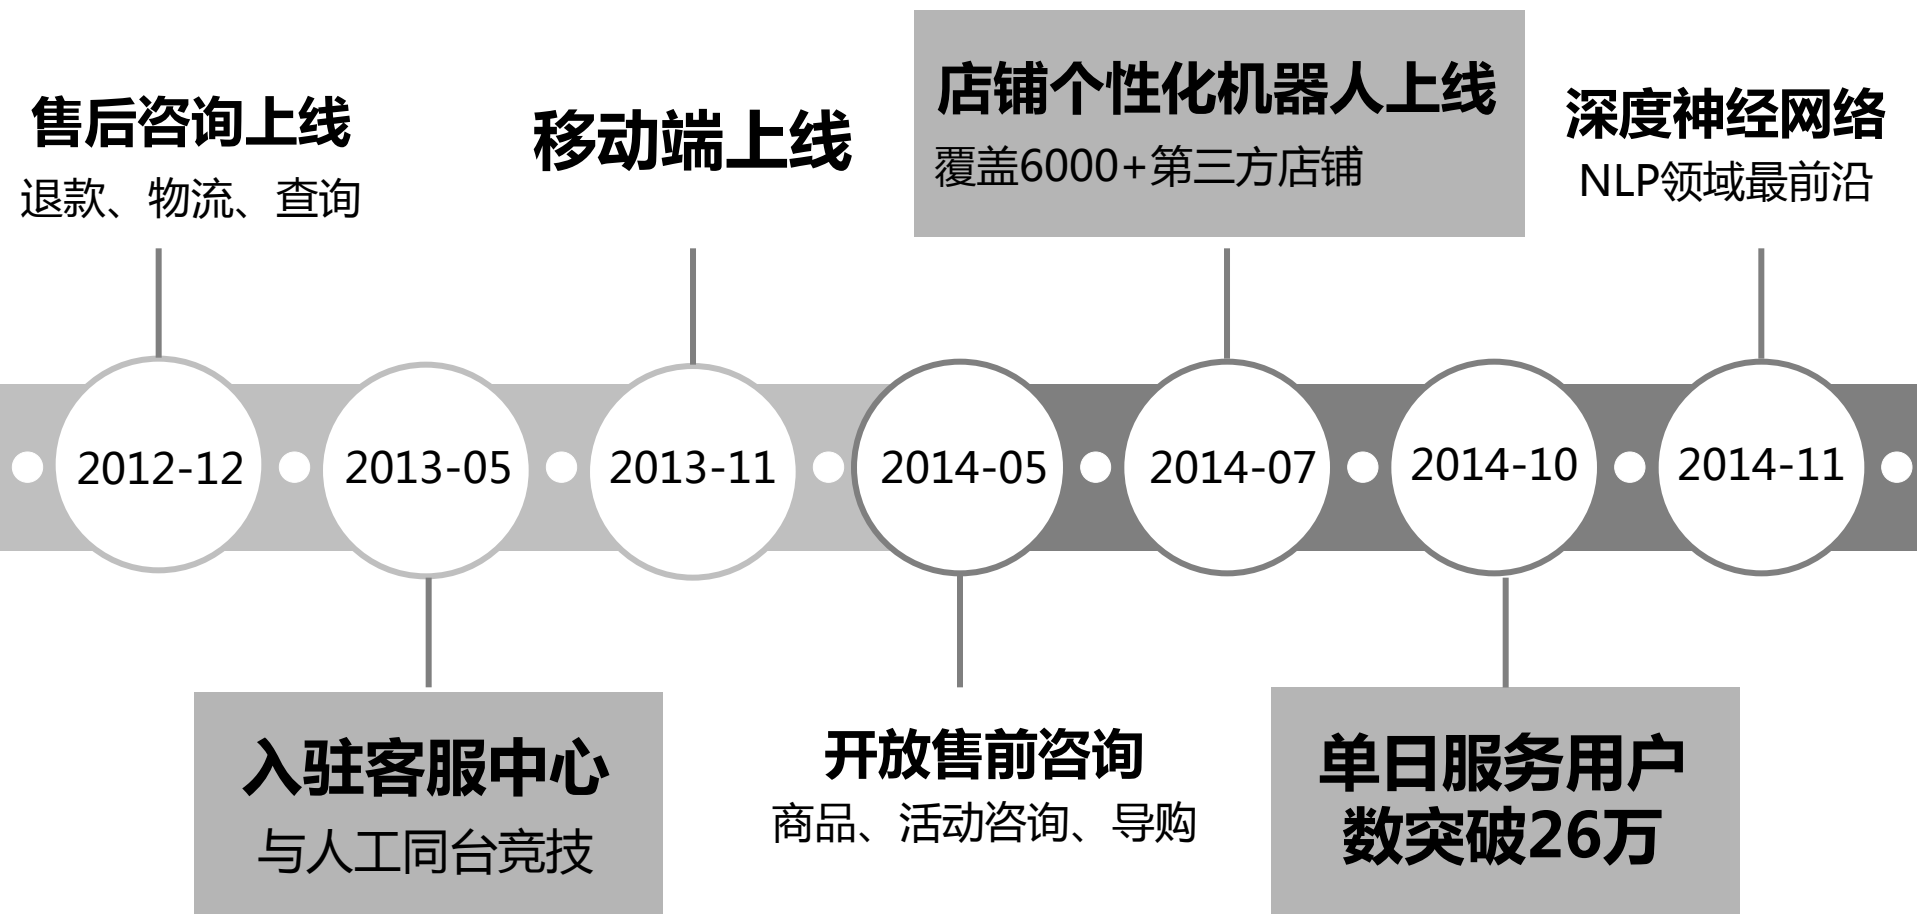 售后咨询上线
退款、物流、查询
移动端上线
店铺个性化机器人上线
覆盖6000+第三方店铺
深度神经网络
NLP领域最前沿
2012-12
2013-05
2013-11
2014-05
2014-07
2014-10
2014-11
入驻客服中心
与人工同台竞技
开放售前咨询
商品、活动咨询、导购
单日服务用户
数突破26万